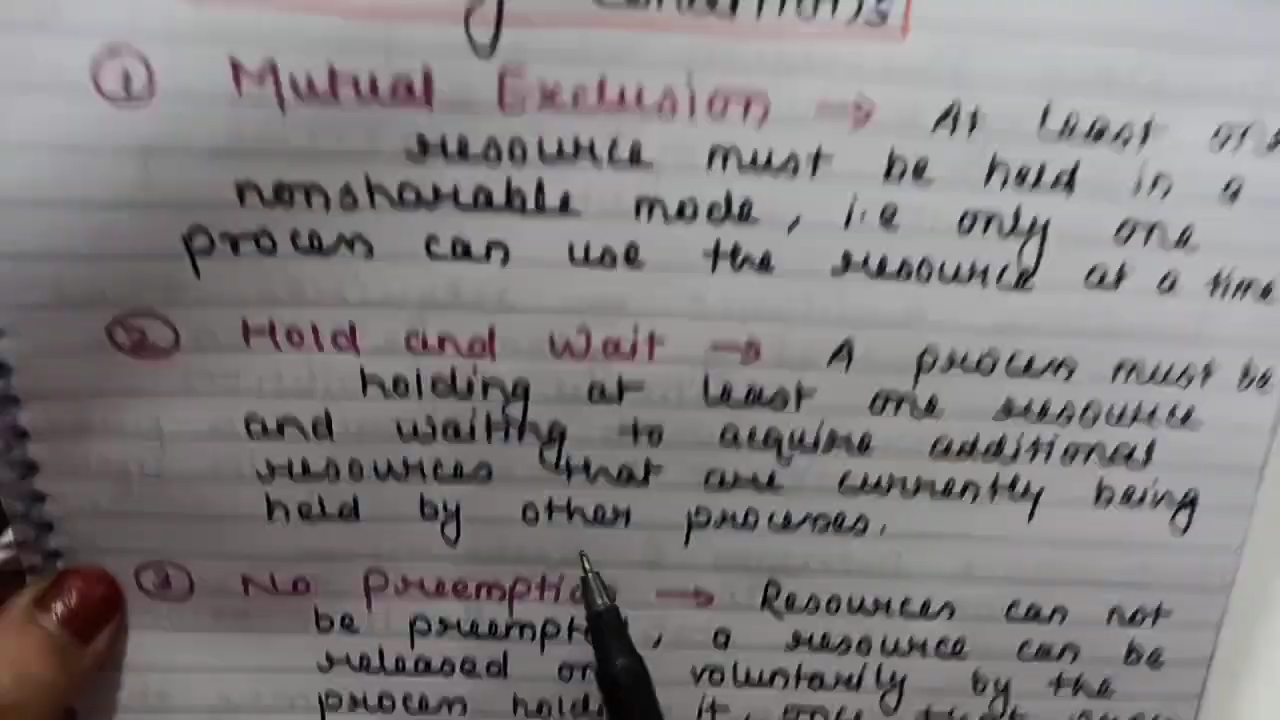 ① Mutual Exclusion → At least one
resource must be held in a
nonsharable mode, i.e only one
process can use the resource at a time
② Hold and Wait → A process must be
holding at least one resource
and waiting to acquire additional
resources that are currently being
held by other processes.
③ No Preemption → Resources can not
be , a resource can be
released voluntarily by the
process it,